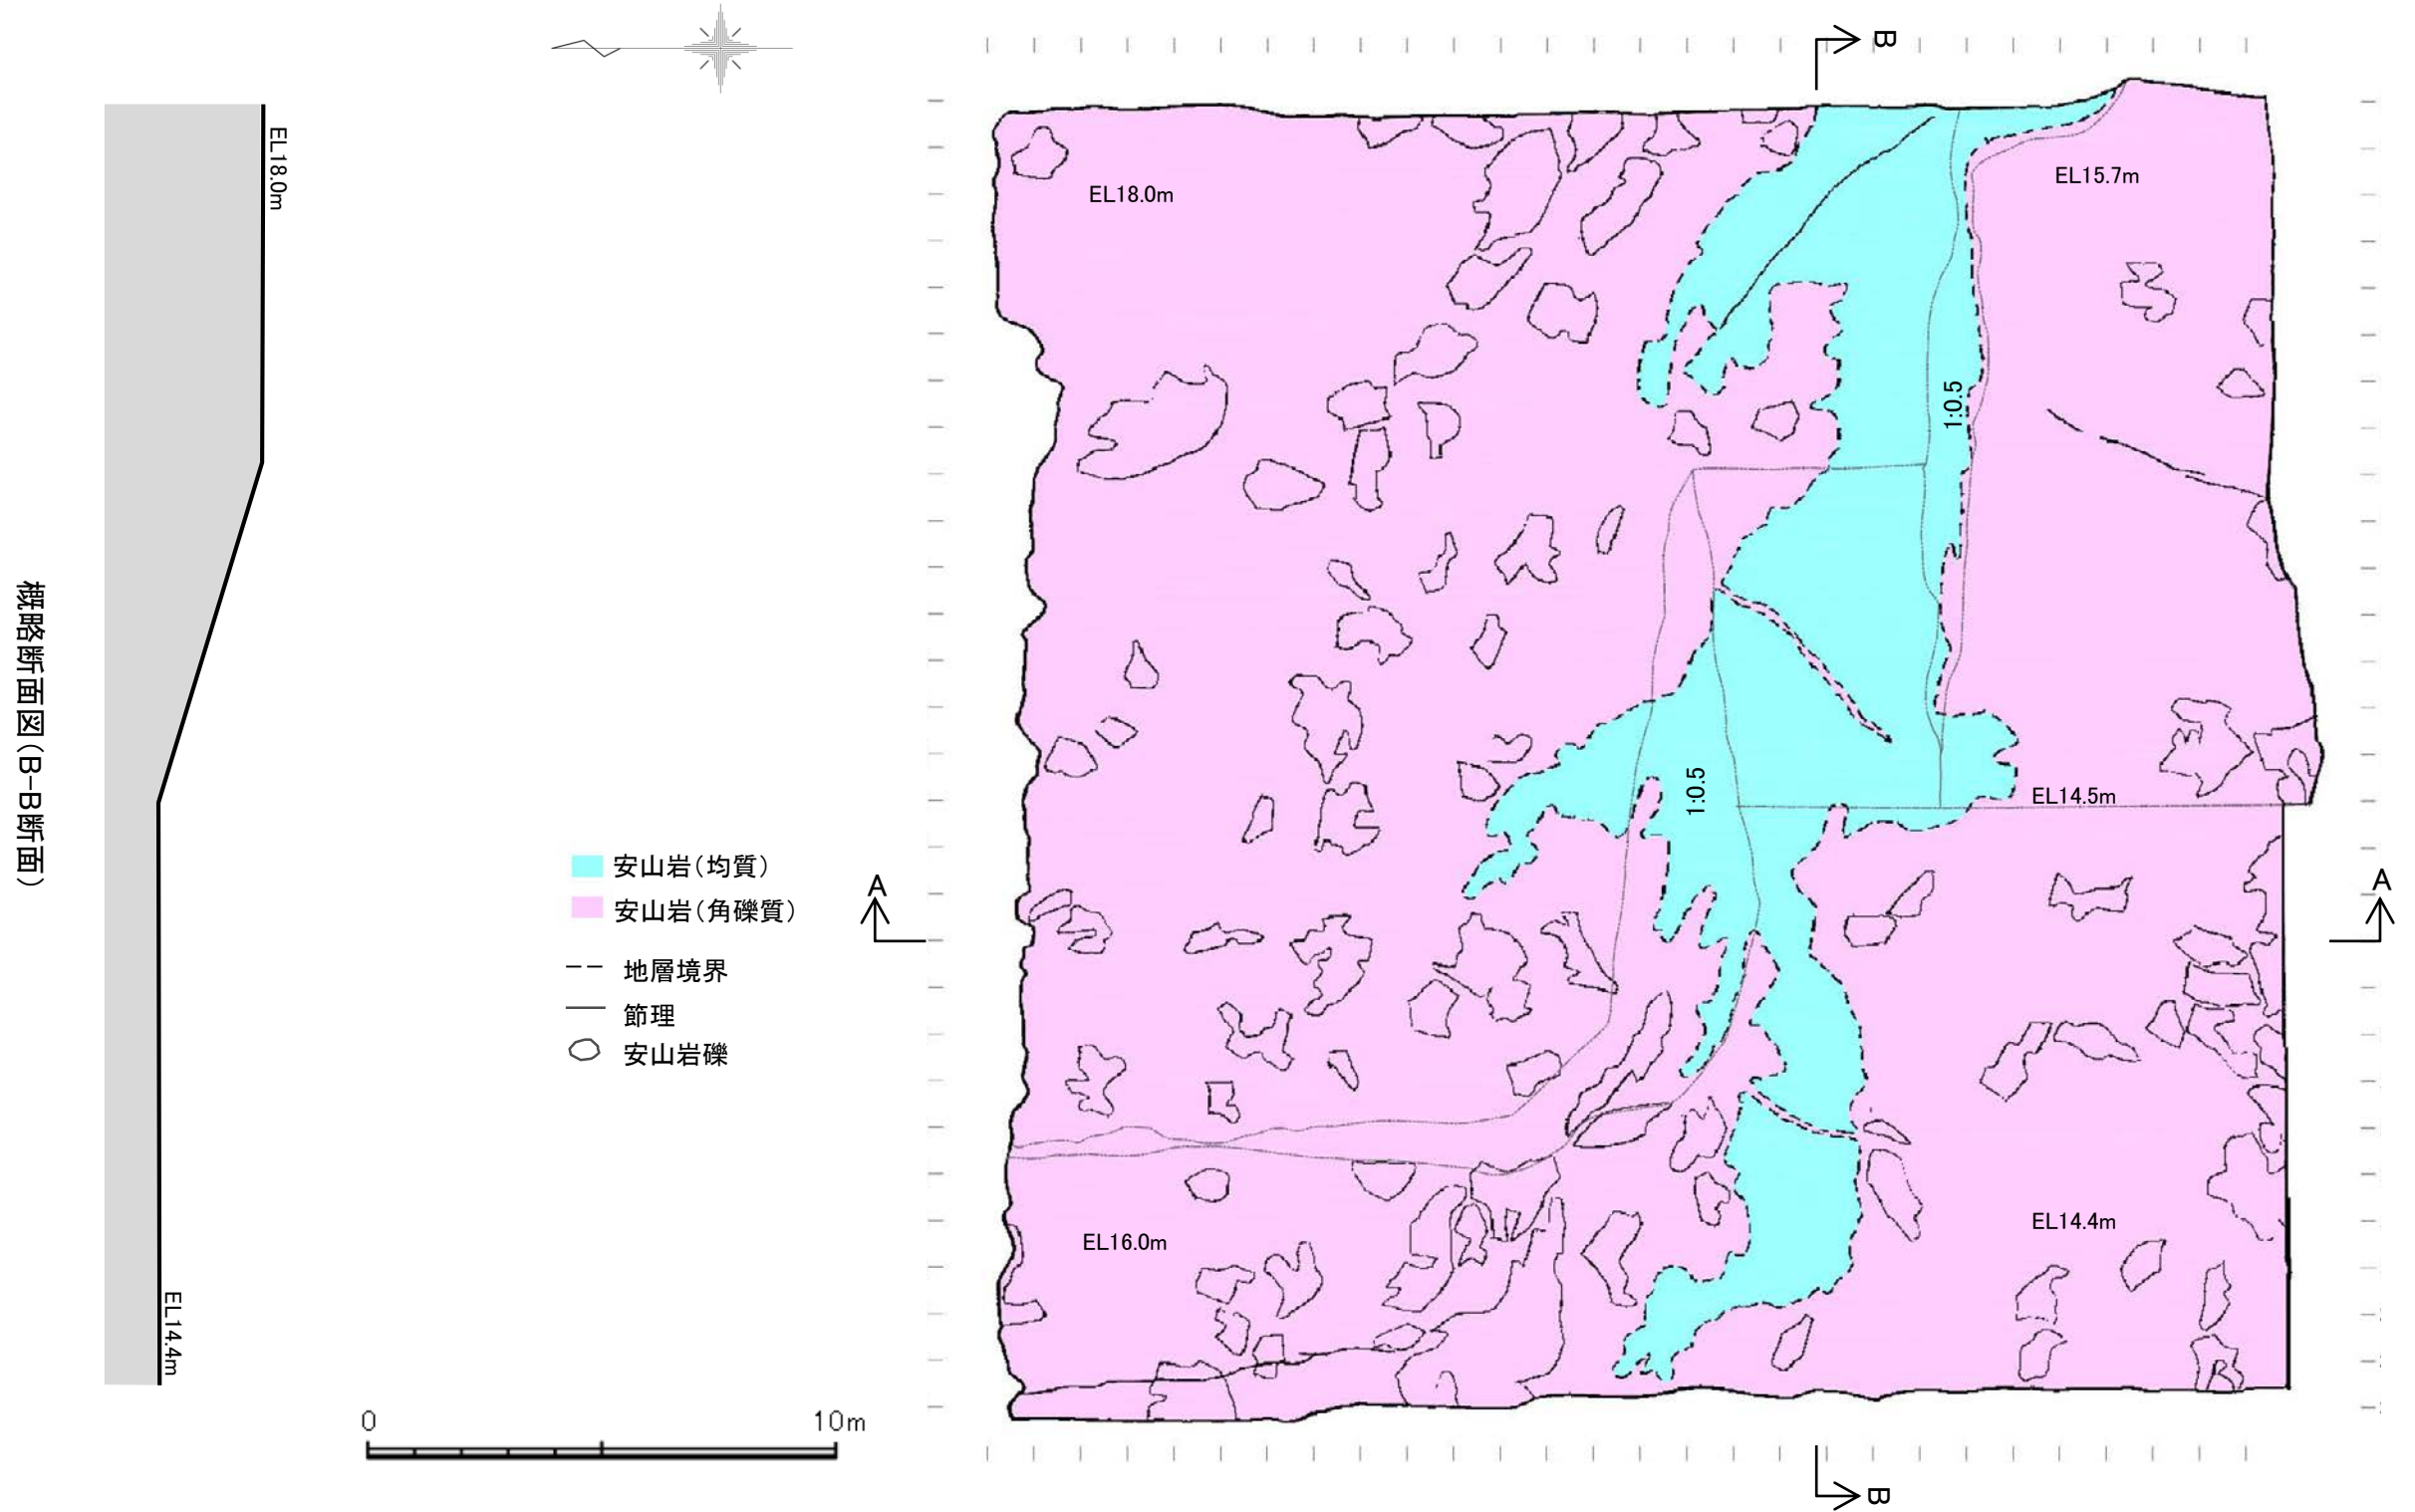 B
EL18.0m
EL18.0m
EL15.7m
1:0.5
概略断面図(B-B断面)
1:0.5
EL14.5m
安山岩(均質)
A
A
安山岩(角礫質)
地層境界
節理
安山岩礫
EL16.0m
EL14.4m
EL14.4m
0 10m
B